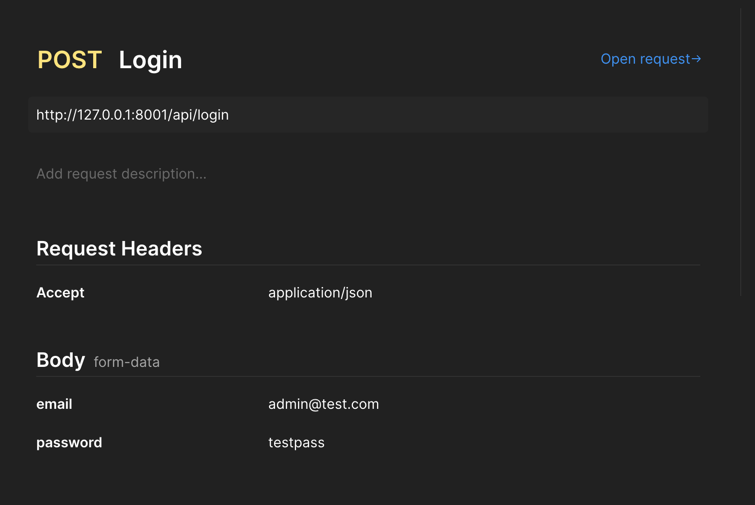 POST Login
Open request→
http://127.0.0.1:8001/api/login
Add request description...
Request Headers
Accept application/json
Body form-data
email admin@test.com
password testpass